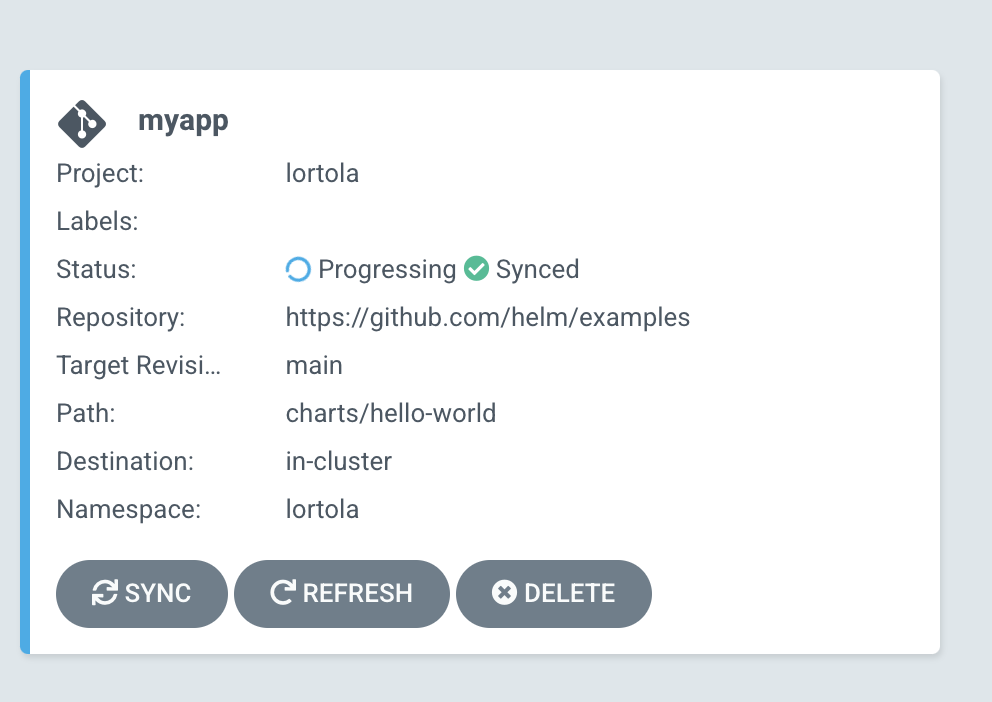 myapp
Project: lortola
Labels:
Status: Progressing Synced
Repository: https://github.com/helm/examples
Target Revisi... main
Path: charts/hello-world
Destination: in-cluster
Namespace: lortola
SYNC REFRESH DELETE